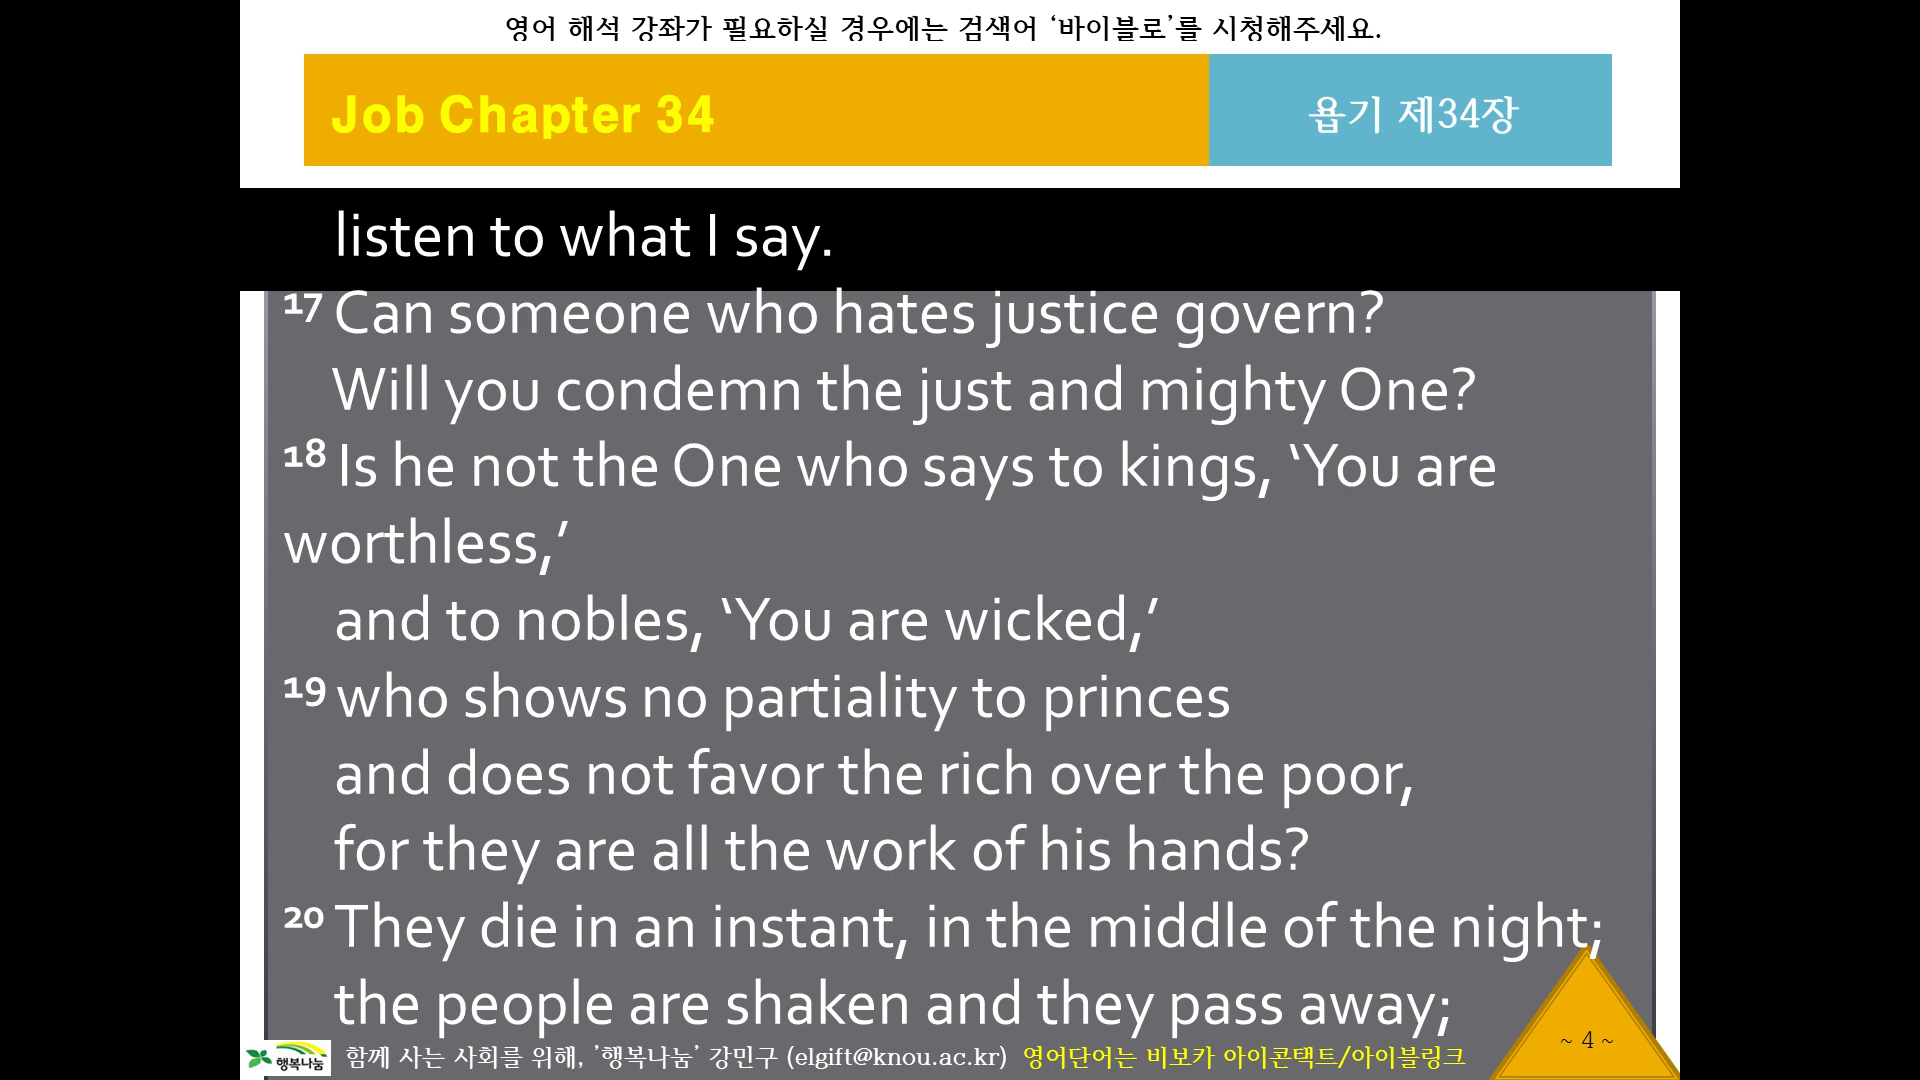 영어 해석 강좌가 필요하실 경우에는 검색어 ‘바이블로’를 시청해주세요.
Job Chapter 34
욥기 제34장
listen to what I say.
17 Can someone who hates justice govern?
Will you condemn the just and mighty One?
18 Is he not the One who says to kings, ‘You are
worthless,’
and to nobles, ‘You are wicked,’
19 who shows no partiality to princes
and does not favor the rich over the poor,
for they are all the work of his hands?
20 They die in an instant, in the middle of the night;
the people are shaken and they pass away;
~ 4 ~
행복나눔
함께 사는 사회를 위해, ’행복나눔’ 강민구 (elgift@knou.ac.kr) 영어단어는 비보카 아이콘택트/아이블링크